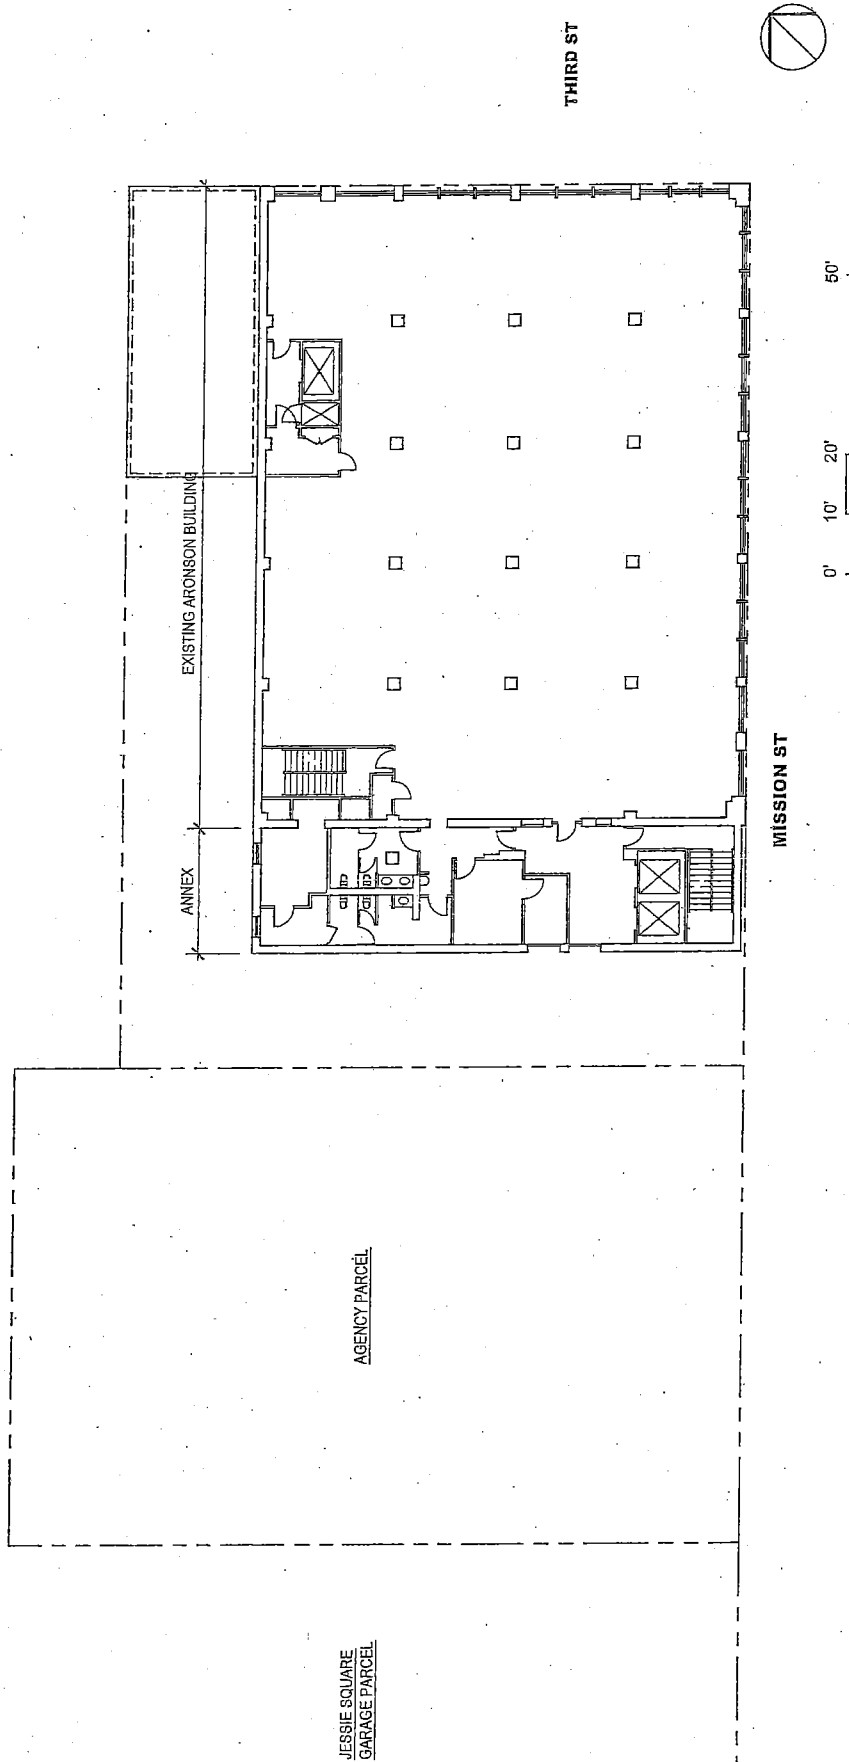 THIRD ST
EXISTING ARONSON BUILDING
ANNEX
MISSION ST
0' 10' 20' 50'
AGENCY PARCEL
JESSIE SQUARE
GARAGE PARCEL